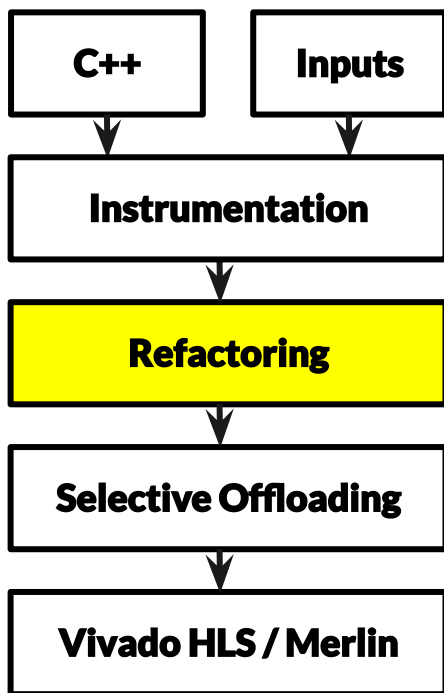 C++
Inputs
Instrumentation
Refactoring
Selective Offloading
Vivado HLS / Merlin